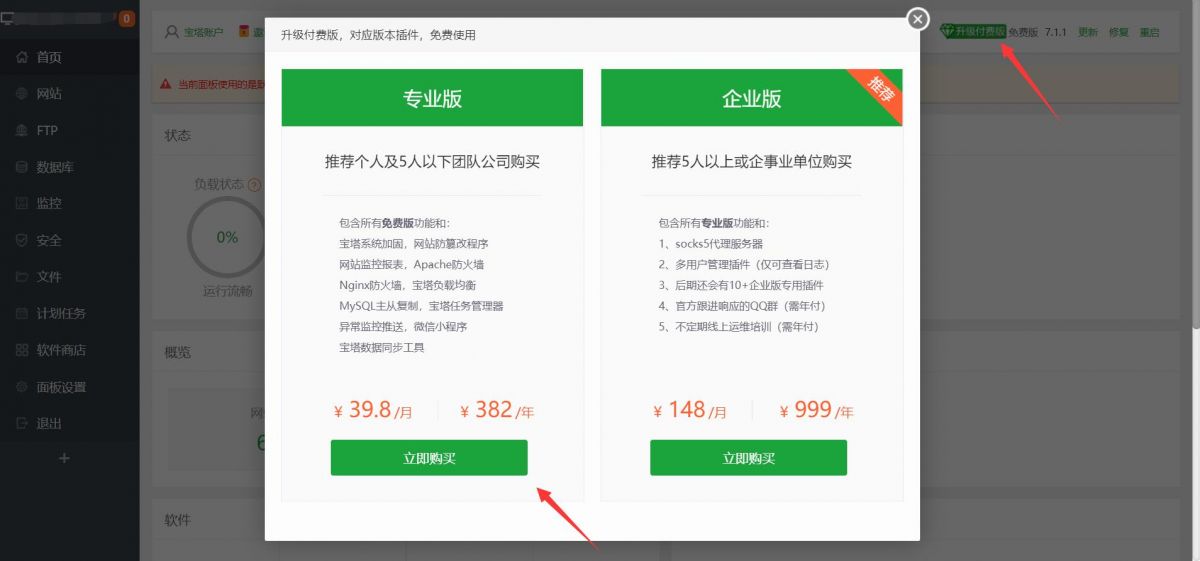 0
宝塔账户
升级付费版 免费版 7.1.1 更新 修复 重启
升级付费版，对应版本插件，免费使用
首页
网站
FTP
数据库
监控
安全
文件
计划任务
软件商店
面板设置
退出
+
当前面板使用的是
状态
负载状态 ?
0%
运行流畅
概览
软件
专业版
推荐个人及5人以下团队公司购买
包含所有免费版功能和：
宝塔系统加固，网站防篡改程序
网站监控报表，Apache防火墙
Nginx防火墙，宝塔负载均衡
MySQL主从复制，宝塔任务管理器
异常监控推送，微信小程序
宝塔数据同步工具
¥ 39.8 /月
¥ 382 /年
立即购买
企业版
推荐
推荐5人以上或企事业单位购买
包含所有专业版功能和：
1、socks5代理服务器
2、多用户管理插件（仅可查看日志）
3、后期还会有10+企业版专用插件
4、官方跟进响应的QQ群（需年付）
5、不定期线上运维培训（需年付）
¥ 148 /月
¥ 999 /年
立即购买